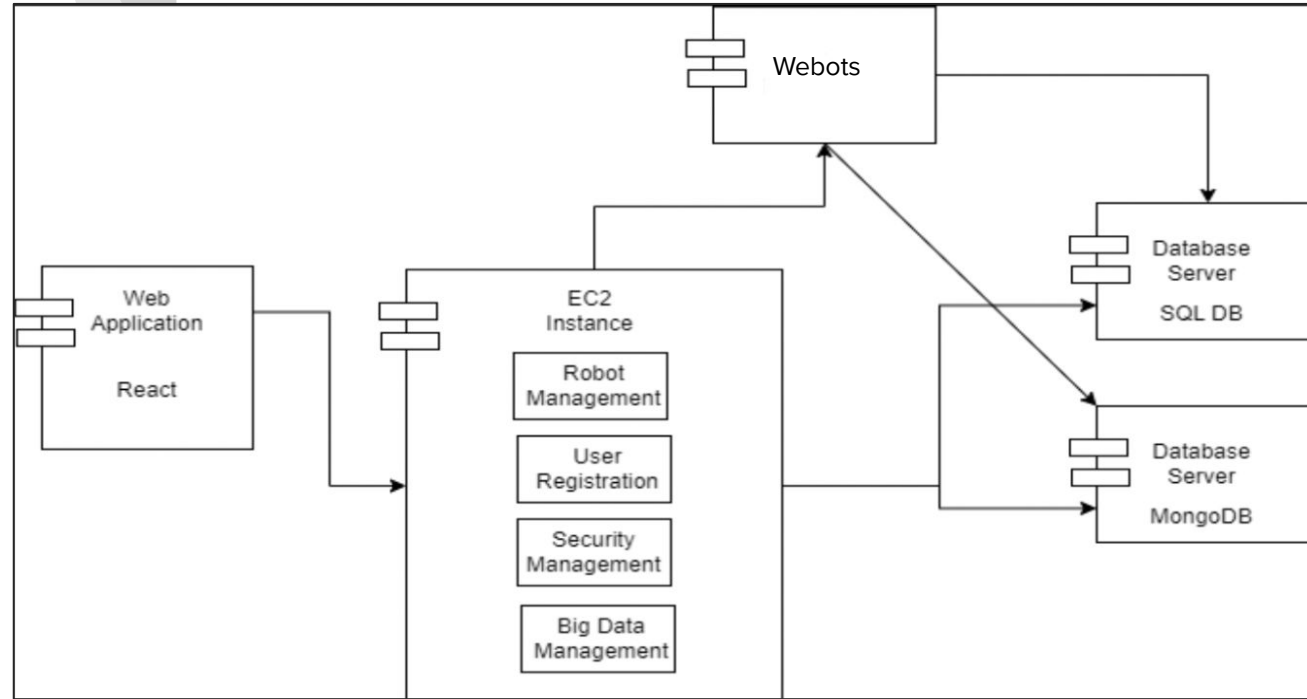 Webots
Web
Application
React
EC2
Instance
Robot
Management
User
Registration
Security
Management
Big Data
Management
Database
Server
SQL DB
Database
Server
MongoDB